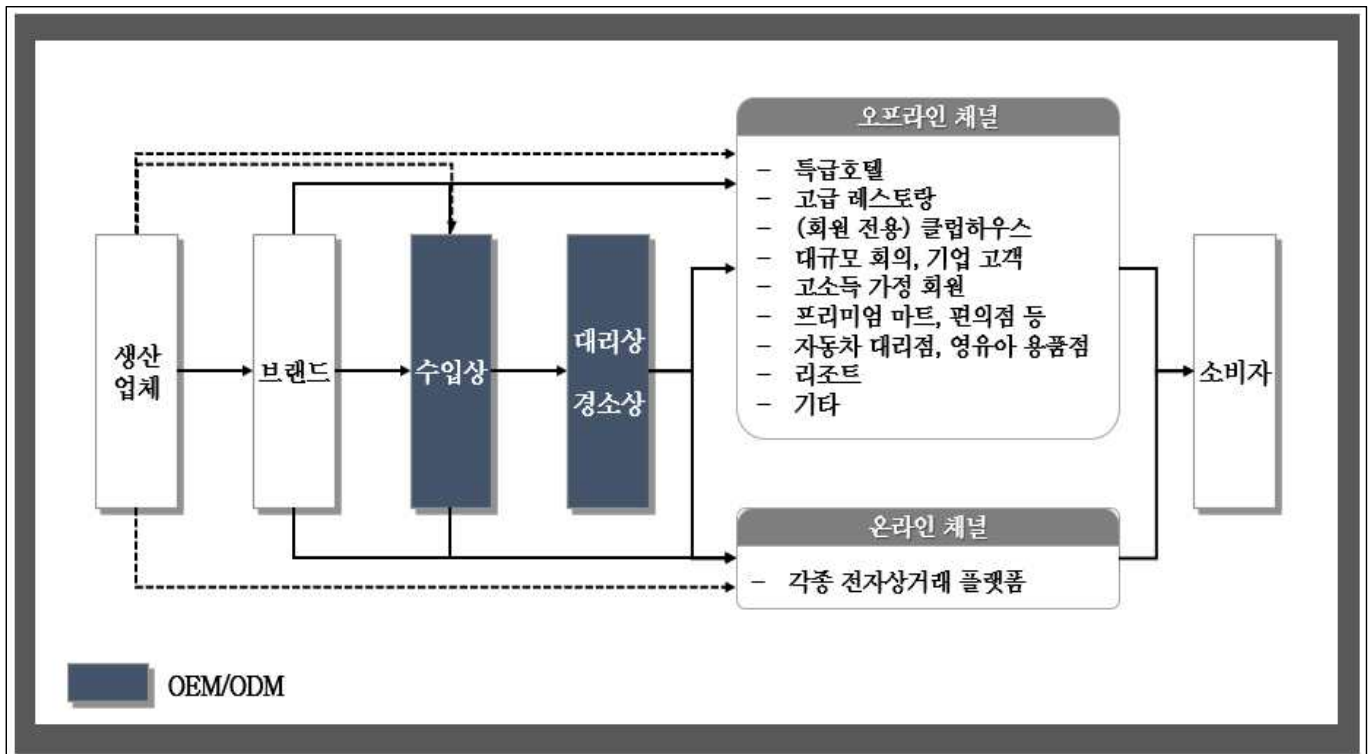 생산
업체
브랜드
수입상
대리상
경소상
오프라인 채널
- 특급호텔
- 고급 레스토랑
- (회원 전용) 클럽하우스
- 대규모 회의, 기업 고객
- 고소득 가정 회원
- 프리미엄 마트, 편의점 등
- 자동차 대리점, 영유아 용품점
- 리조트
- 기타
온라인 채널
- 각종 전자상거래 플랫폼
소비자
OEM/ODM